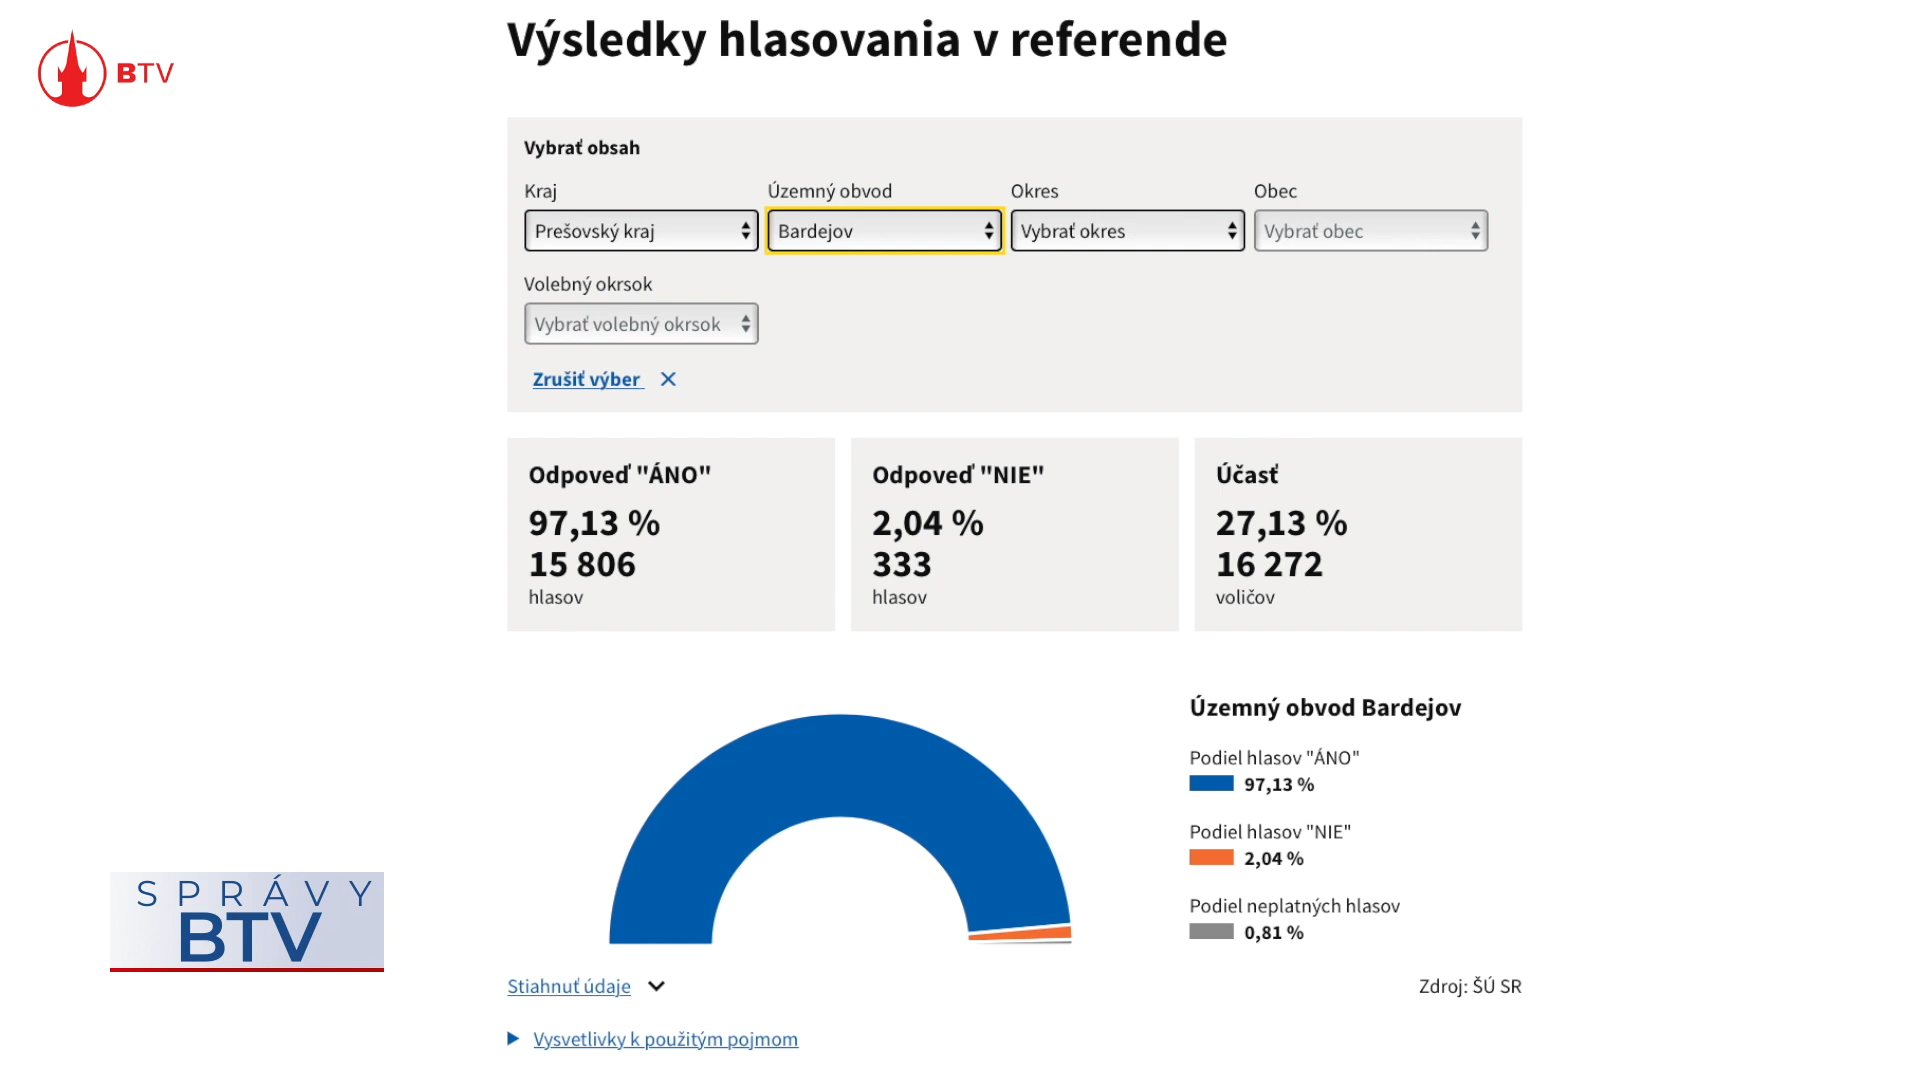 BTV
Výsledky hlasovania v referende
Vybrať obsah
Kraj
Územný obvod
Okres
Obec
Prešovský kraj
Bardejov
Vybrať okres
Vybrať obec
Volebný okrsok
Vybrať volebný okrsok
Zrušiť výber
Odpoveď "ÁNO"
97,13 %
15 806
hlasov
Odpoveď "NIE"
2,04 %
333
hlasov
Účasť
27,13 %
16 272
voličov
Územný obvod Bardejov
Podiel hlasov "ÁNO"
97,13 %
Podiel hlasov "NIE"
2,04 %
Podiel neplatných hlasov
0,81 %
SPRÁVY
BTV
Stiahnuť údaje
Zdroj: ŠÚ SR
Vysvetlivky k použitým pojmom